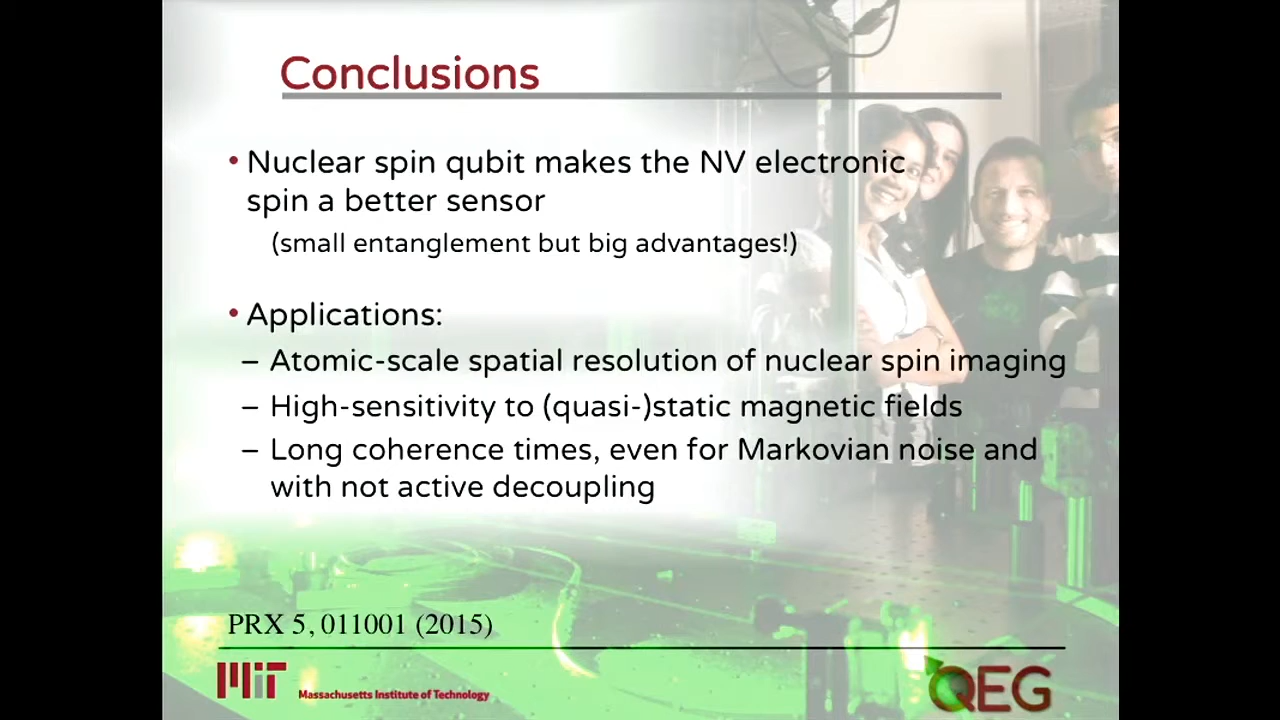 Conclusions
• Nuclear spin qubit makes the NV electronic
spin a better sensor
(small entanglement but big advantages!)
• Applications:
– Atomic-scale spatial resolution of nuclear spin imaging
– High-sensitivity to (quasi-)static magnetic fields
– Long coherence times, even for Markovian noise and
with not active decoupling
PRX 5, 011001 (2015)
MIT Massachusetts Institute of Technology
QEG